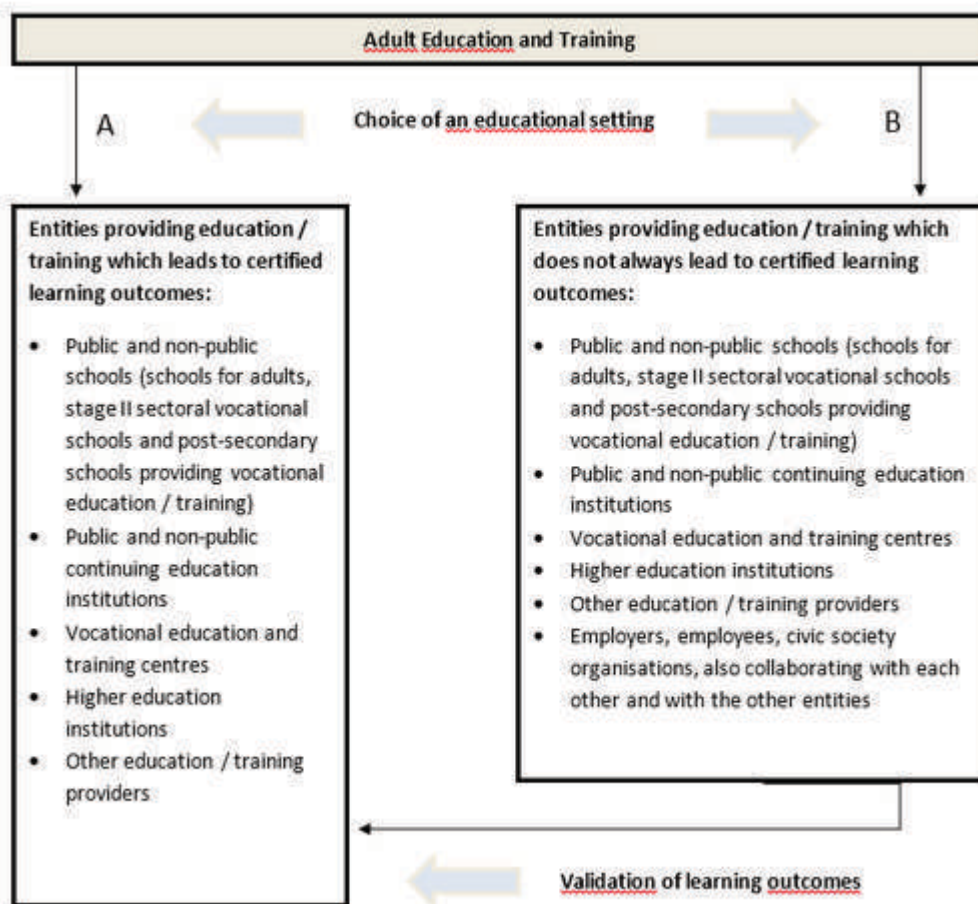 Adult Education and Training
A
Choice of an educational setting
B
Entities providing education /
training which leads to certified
learning outcomes:
• Public and non-public
schools (schools for adults,
stage II sectoral vocational
schools and post-secondary
schools providing vocational
education / training)
• Public and non-public
continuing education
institutions
• Vocational education and
training centres
• Higher education
institutions
• Other education / training
providers
Entities providing education / training which
does not always lead to certified learning
outcomes:
• Public and non-public schools (schools for
adults, stage II sectoral vocational schools
and post-secondary schools providing
vocational education / training)
• Public and non-public continuing education
institutions
• Vocational education and training centres
• Higher education institutions
• Other education / training providers
• Employers, employees, civic society
organisations, also collaborating with each
other and with the other entities
Validation of learning outcomes